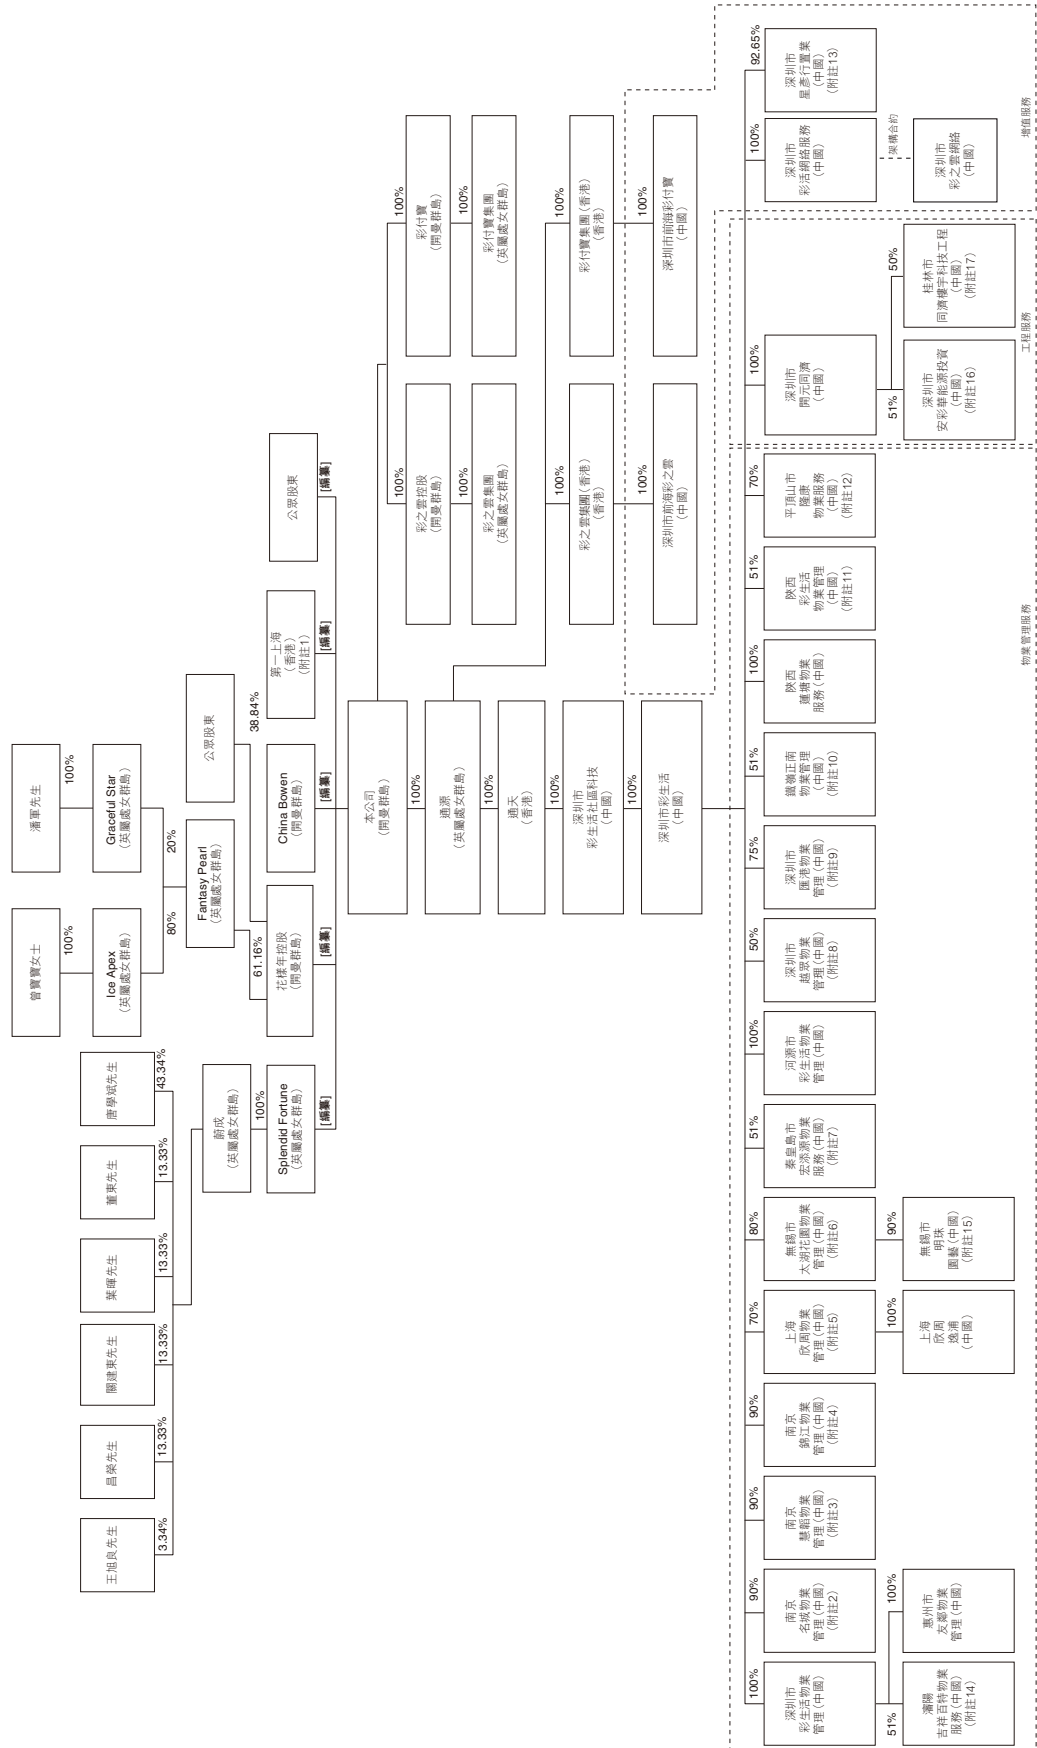 王旭良先生
3.34%
昌榮先生
13.33%
關建東先生
13.33%
葉暉先生
13.33%
董東先生
13.33%
唐學斌先生
43.34%
蔚成
(英屬處女群島)
100%
Splendid Fortune
(英屬處女群島)
[編纂]
曾寶寶女士
100%
Ice Apex
(英屬處女群島)
80%
潘軍先生
100%
Graceful Star
(英屬處女群島)
20%
Fantasy Pearl
(英屬處女群島)
61.16%
公眾股東
38.84%
花樣年控股
(開曼群島)
[編纂]
China Bowen
(開曼群島)
[編纂]
第一上海
(香港)
(附註1)
[編纂]
公眾股東
[編纂]
本公司
(開曼群島)
100%
通源
(英屬處女群島)
100%
通天
(香港)
100%
深圳市
彩生活社區科技
(中國)
100%
深圳市彩生活
(中國)
100%
彩之雲控股
(開曼群島)
100%
彩之雲集團
(英屬處女群島)
100%
彩之雲集團(香港)
(香港)
100%
深圳市前海彩之雲
(中國)
100%
彩付寶
(開曼群島)
100%
彩付寶集團
(英屬處女群島)
100%
彩付寶集團(香港)
(香港)
100%
深圳市前海彩付寶
(中國)
100%
深圳市
彩生活物業
管理(中國)
51%
瀋陽
吉祥百特物業
服務(中國)
(附註14)
100%
惠州市
友鄰物業
管理(中國)
90%
南京
名城物業
管理(中國)
(附註2)
90%
南京
慧韜物業
管理(中國)
(附註3)
90%
南京
錦江物業
管理(中國)
(附註4)
70%
上海
欣周物業
管理(中國)
(附註5)
100%
上海
欣周
逸浦
(中國)
80%
無錫市
太湖花園物業
管理(中國)
(附註6)
90%
無錫市
明珠
園藝(中國)
(附註15)
51%
秦皇島市
宏添源物業
服務(中國)
(附註7)
100%
河源市
彩生活物業
管理(中國)
50%
深圳市
越眾物業
管理(中國)
(附註8)
75%
深圳市
匯港物業
管理(中國)
(附註9)
51%
鐵嶺正南
物業管理
(中國)
(附註10)
100%
陝西
蓮塘物業
服務(中國)
51%
陝西
彩生活
物業管理
(中國)
(附註11)
70%
平頂山市
隆康
物業服務
(中國)
(附註12)
物業管理服務
100%
深圳市
開元同濟
(中國)
51%
深圳市
安彩華能源投資
(中國)
(附註16)
50%
桂林市
同濟樓宇科技工程
(中國)
(附註17)
工程服務
100%
深圳市
彩活網絡服務
(中國)
架構合約
深圳市
彩之雲網絡
(中國)
92.65%
深圳市
星彥行置業
(中國)
(附註13)
增值服務